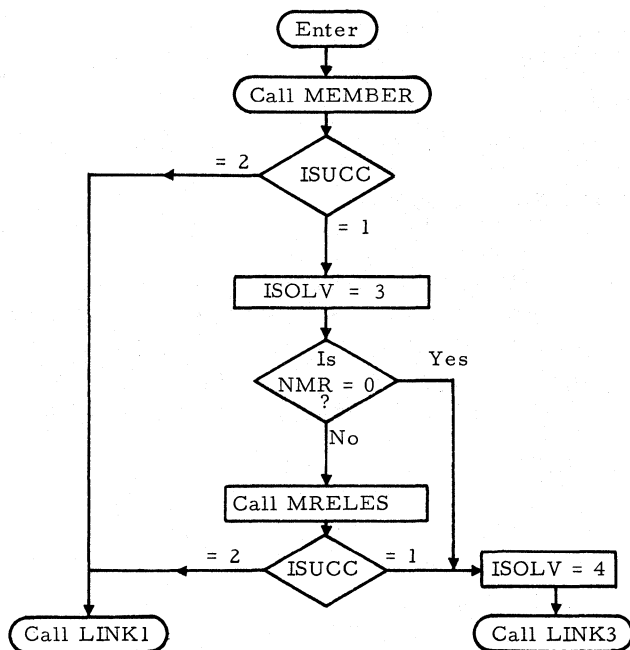 Enter
Call MEMBER
= 2
ISUCC
= 1
ISOLV = 3
Is
NMR = 0
?
Yes
No
Call MRELES
= 2
ISUCC
= 1
ISOLV = 4
Call LINK1
Call LINK3